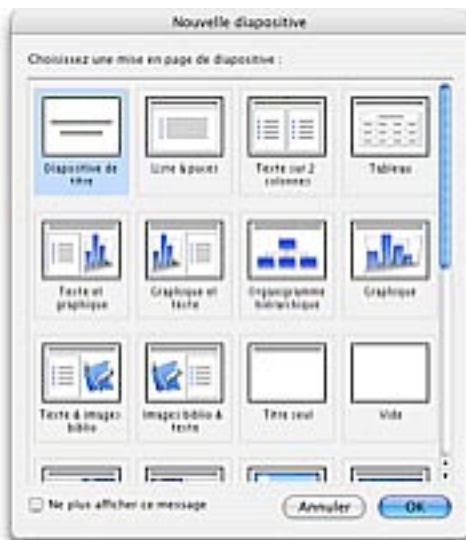 Nouvelle diapositive
Choisissez une mise en page de diapositive :
Diapositive de
titre
Liste à puces
Texte sur 2
colonnes
Tableau
Texte et
graphique
Graphique et
texte
Organigramme
hiérarchique
Graphique
Texte & images
biblio
Images biblio &
texte
Titre seul
Vide
Ne plus afficher ce message
Annuler
OK